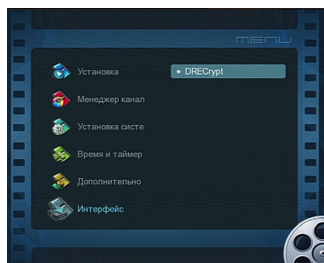 MENU
Установка
DRECrypt
Менеджер канал
Установка систе
Время и таймер
Дополнительно
Интерфейс